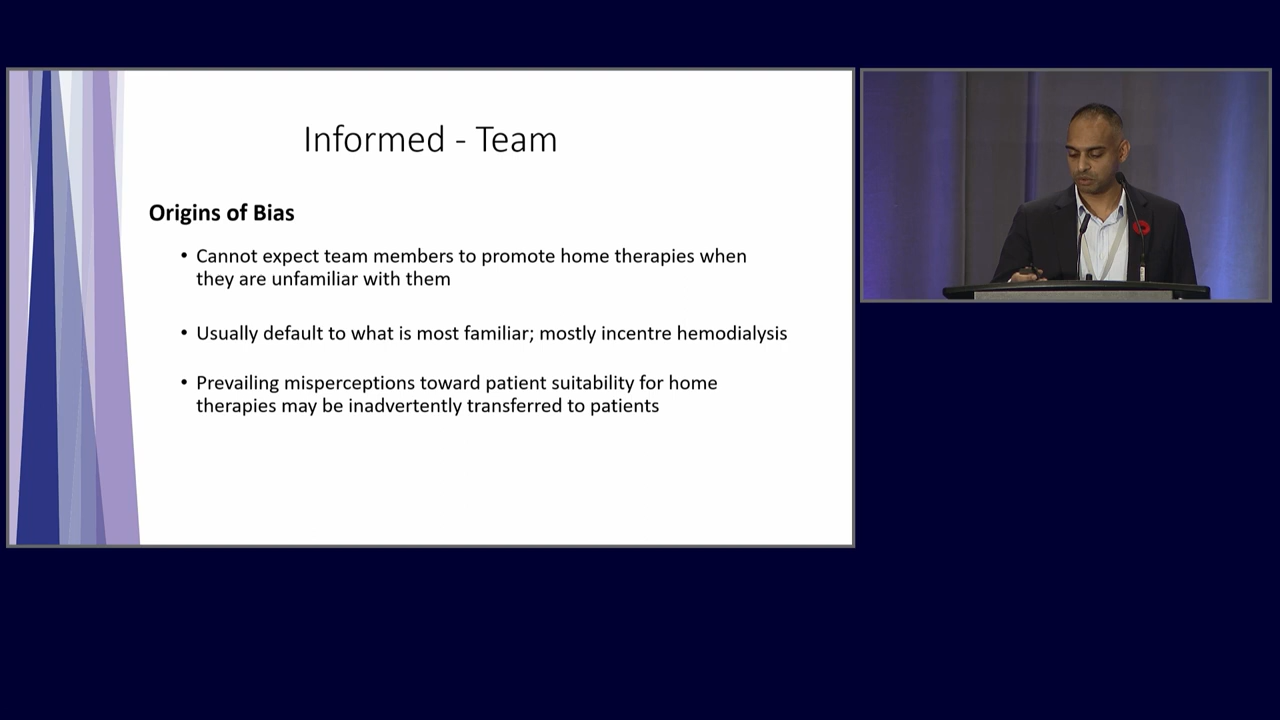 Informed - Team
Origins of Bias
• Cannot expect team members to promote home therapies when
they are unfamiliar with them
• Usually default to what is most familiar; mostly incentre hemodialysis
• Prevailing misperceptions toward patient suitability for home
therapies may be inadvertently transferred to patients